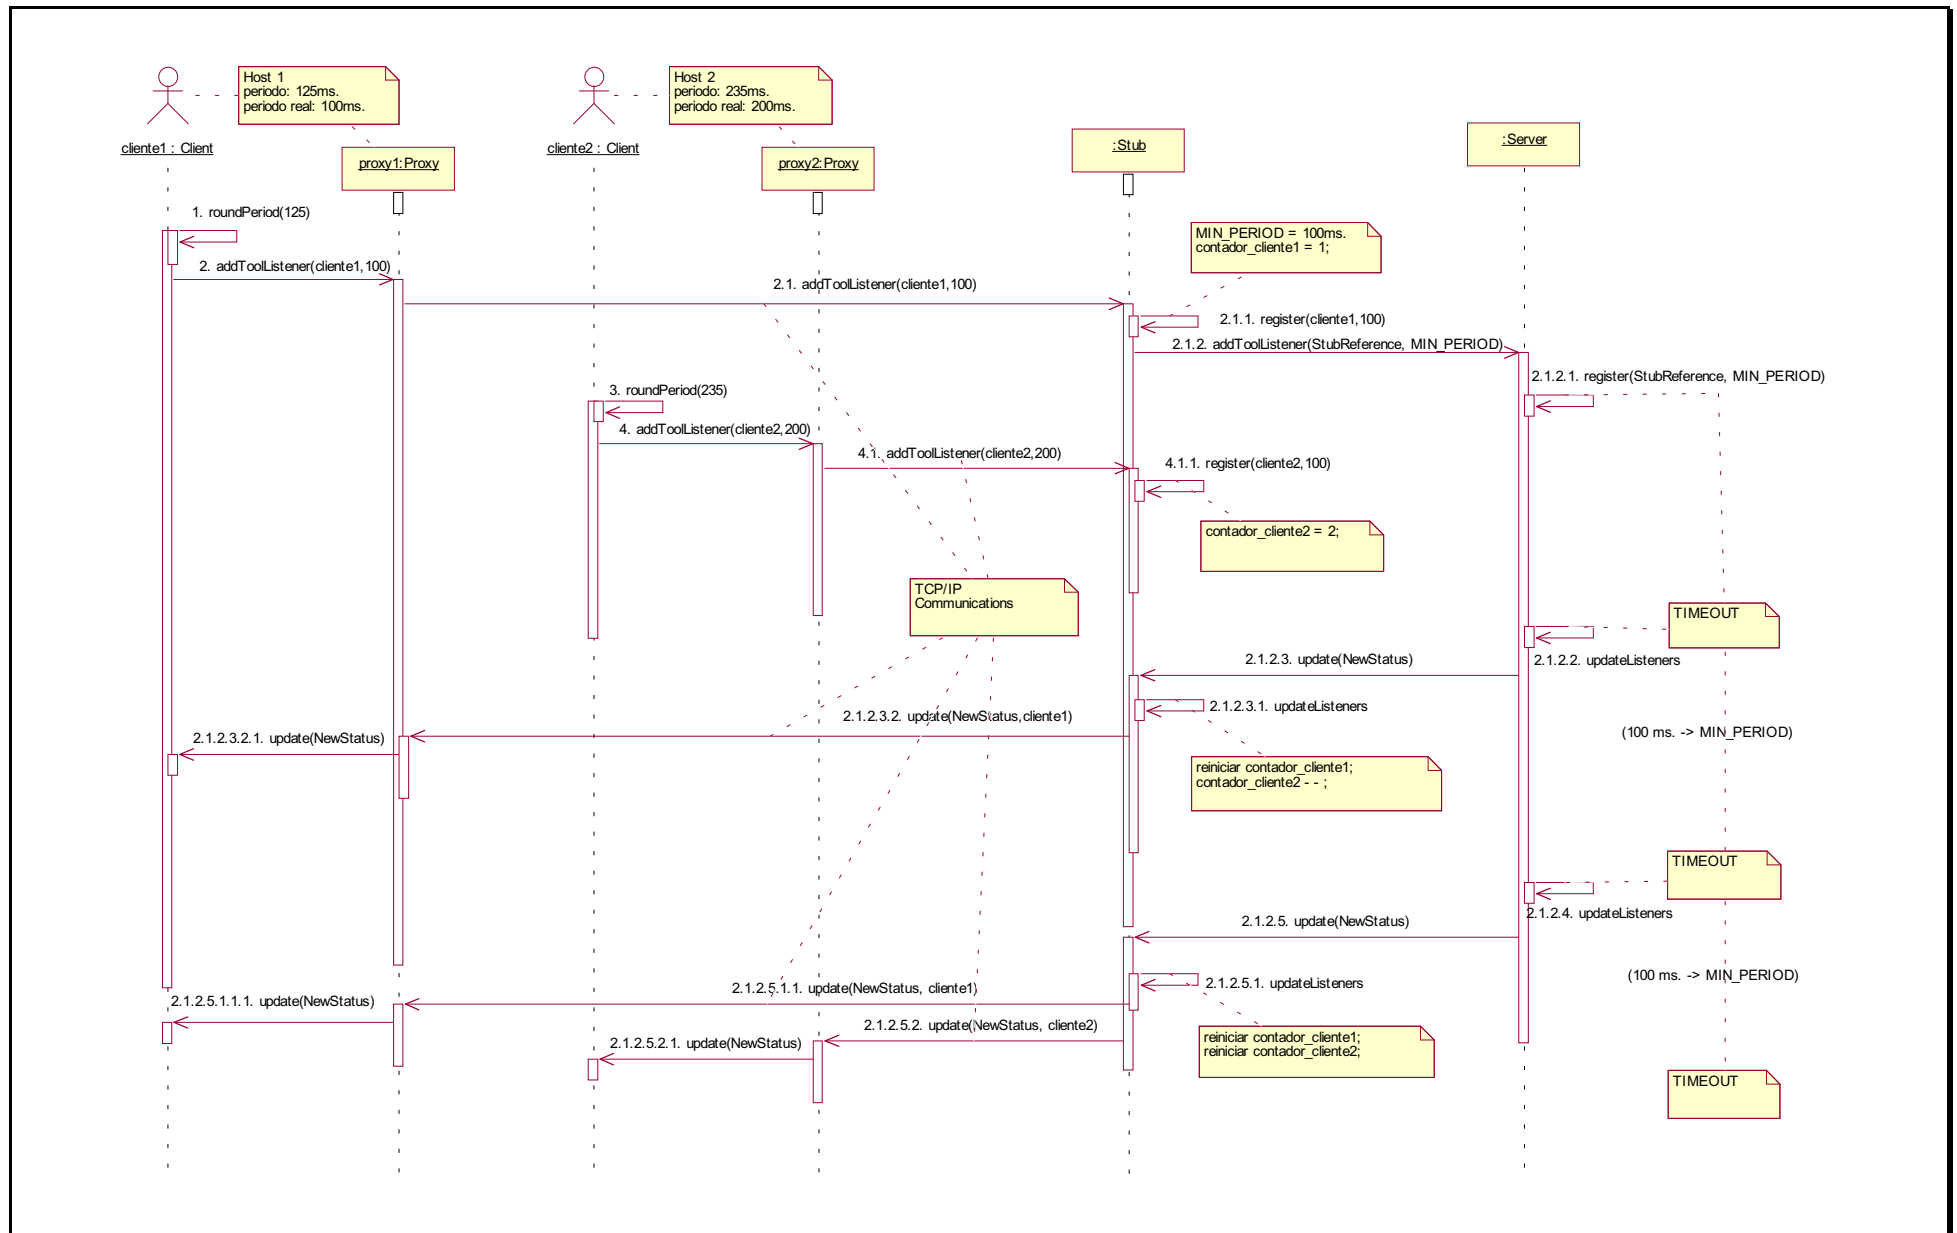 Host 1
periodo: 125ms.
periodo real: 100ms.
Host 2
periodo: 235ms.
periodo real: 200ms.
cliente1 : Client
proxy1:Proxy
cliente2 : Client
proxy2:Proxy
:Stub
:Server
1. roundPeriod(125)
MIN_PERIOD = 100ms.
contador_cliente1 = 1;
2. addToolListener(cliente1,100)
2.1. addToolListener(cliente1,100)
2.1.1. register(cliente1,100)
2.1.2. addToolListener(StubReference, MIN_PERIOD)
2.1.2.1. register(StubReference, MIN_PERIOD)
3. roundPeriod(235)
4. addToolListener(cliente2,200)
4.1. addToolListener(cliente2,200)
4.1.1. register(cliente2,100)
contador_cliente2 = 2;
TCP/IP
Communications
TIMEOUT
2.1.2.2. updateListeners
2.1.2.3. update(NewStatus)
2.1.2.3.1. updateListeners
2.1.2.3.2. update(NewStatus,cliente1)
2.1.2.3.2.1. update(NewStatus)
(100 ms. -> MIN_PERIOD)
reiniciar contador_cliente1;
contador_cliente2 - - ;
TIMEOUT
2.1.2.4. updateListeners
2.1.2.5. update(NewStatus)
(100 ms. -> MIN_PERIOD)
2.1.2.5.1. updateListeners
2.1.2.5.1.1. update(NewStatus, cliente1)
2.1.2.5.1.1.1. update(NewStatus)
2.1.2.5.2. update(NewStatus, cliente2)
2.1.2.5.2.1. update(NewStatus)
reiniciar contador_cliente1;
reiniciar contador_cliente2;
TIMEOUT